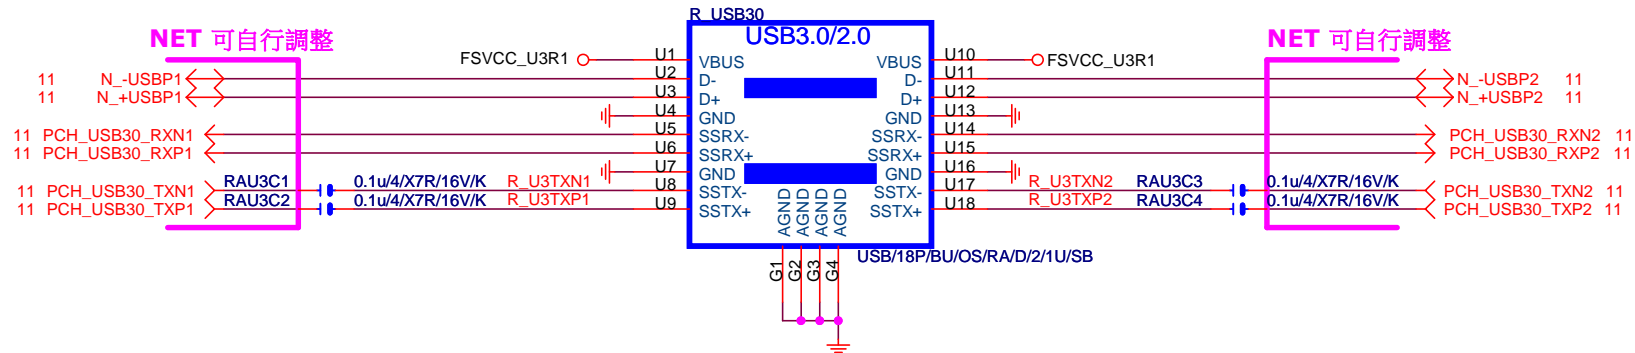 R_USB30
NET 可自行調整
USB3.0/2.0
NET 可自行調整
FSVCC_U3R1
U1
VBUS
VBUS
U10
FSVCC_U3R1
11 N_-USBP1
U2
D-
D-
U11
N_-USBP2 11
11 N_+USBP1
U3
D+
D+
U12
N_+USBP2 11
U4
GND
GND
U13
11 PCH_USB30_RXN1
U5
SSRX-
SSRX-
U14
PCH_USB30_RXN2 11
11 PCH_USB30_RXP1
U6
SSRX+
SSRX+
U15
PCH_USB30_RXP2 11
U7
GND
GND
U16
11 PCH_USB30_TXN1
RAU3C1
0.1u/4/X7R/16V/K
R_U3TXN1
U8
SSTX-
SSTX-
U17
R_U3TXN2
RAU3C3
0.1u/4/X7R/16V/K
PCH_USB30_TXN2 11
11 PCH_USB30_TXP1
RAU3C2
0.1u/4/X7R/16V/K
R_U3TXP1
U9
SSTX+
SSTX+
U18
R_U3TXP2
RAU3C4
0.1u/4/X7R/16V/K
PCH_USB30_TXP2 11
AGND
AGND
AGND
AGND
USB/18P/BU/OS/RA/D/2/1U/SB
G1
G2
G3
G4